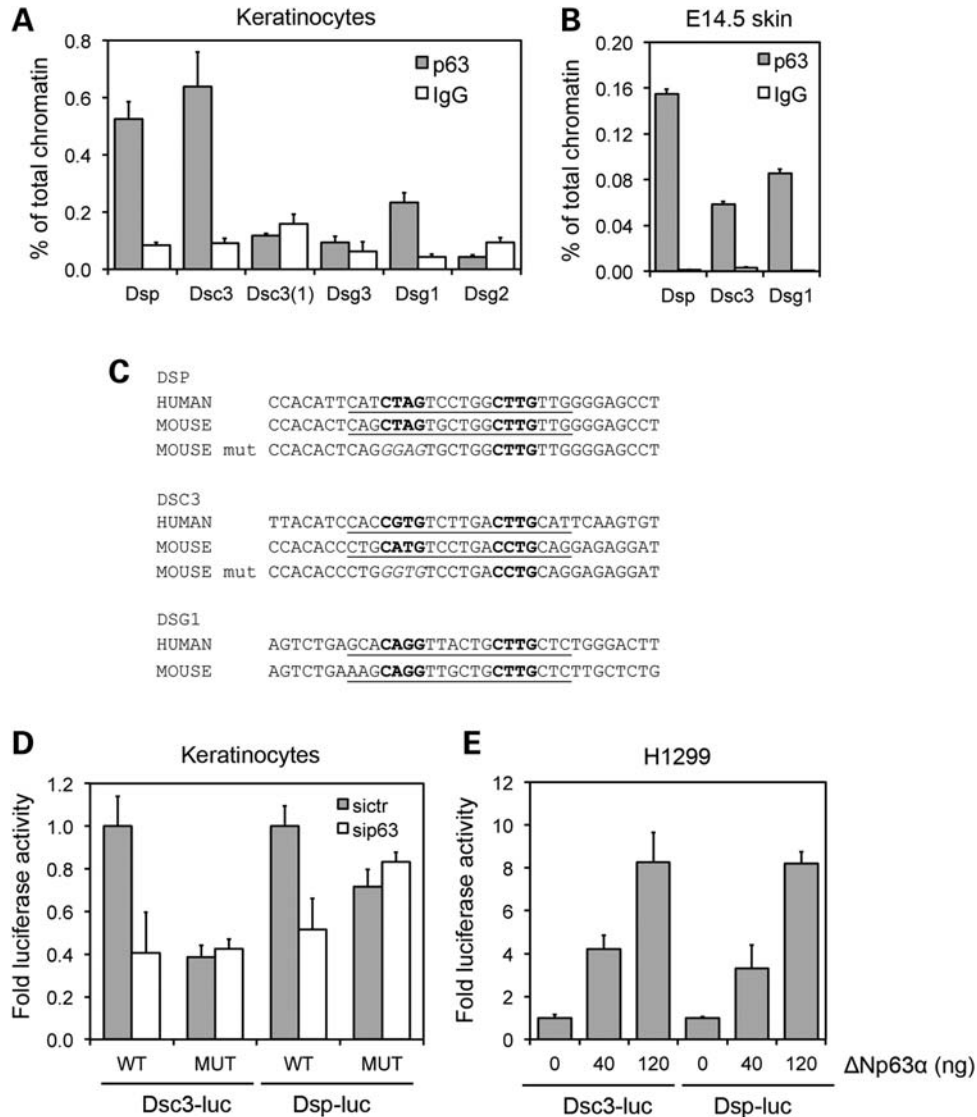 A
Keratinocytes
% of total chromatin
0.8
0.6
0.4
0.2
0.0
p63
IgG
Dsp Dsc3 Dsc3(1) Dsg3 Dsg1 Dsg2
B
E14.5 skin
% of total chromatin
0.20
0.16
0.12
0.08
0.04
0.00
p63
IgG
Dsp Dsc3 Dsg1
C
DSP
HUMAN CCACATTCATCTAGTCCTGGCTTGTTGGGGAGCCT
MOUSE CCACACTCAGCTAGTGCTGGCTTGTTGGGGAGCCT
MOUSE mut CCACACTCAGGGAGTGCTGGCTTGTTGGGGAGCCT
DSC3
HUMAN TTACATCCACCGTGTCTTGACTTGCATTCAAGTGT
MOUSE CCACACCCTGCATGTCCTGACCTGCAGGAGAGGAT
MOUSE mut CCACACCCTGGGTGTCCTGACCTGCAGGAGAGGAT
DSG1
HUMAN AGTCTGAGCACAGGTTACTGCTTGCTCTGGGACTT
MOUSE AGTCTGAAAGCAGGTTGCTGCTTGCTCTTGCTCTG
D
Keratinocytes
Fold luciferase activity
1.2
1.0
0.8
0.6
0.4
0.2
0.0
sictr
sip63
WT MUT WT MUT
Dsc3-luc Dsp-luc
E
H1299
Fold luciferase activity
12
10
8
6
4
2
0
0 40 120 0 40 120 ΔNp63α (ng)
Dsc3-luc Dsp-luc